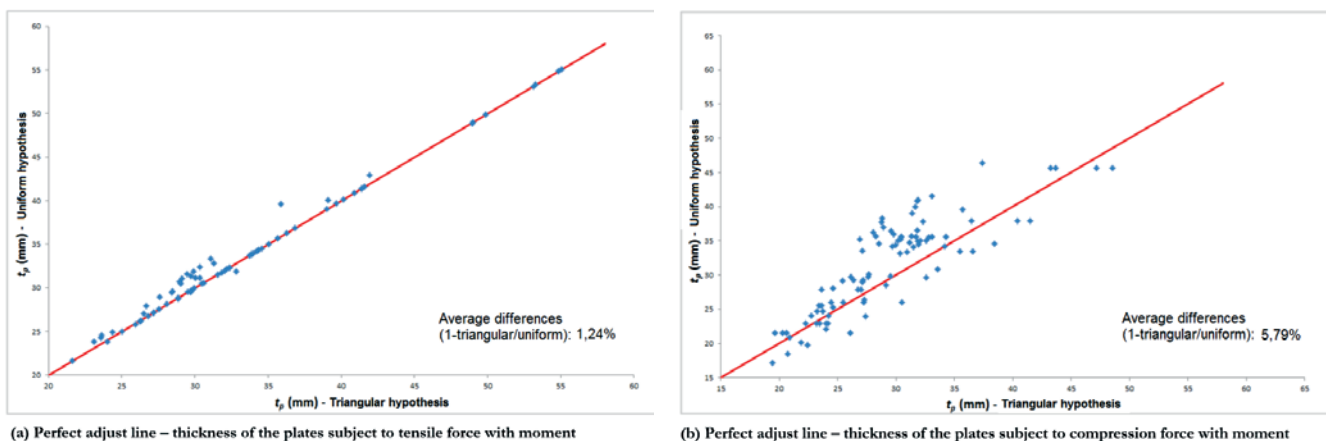 60
55
50
45
40
35
30
25
20
tp (mm) - Uniform hypothesis
20 25 30 35 40 45 50 55 60
tp (mm) - Triangular hypothesis
Average differences
(1-triangular/uniform): 1,24%
(a) Perfect adjust line – thickness of the plates subject to tensile force with moment
65
60
55
50
45
40
35
30
25
20
15
tp (mm) - Uniform hypothesis
15 20 25 30 35 40 45 50 55 60 65
tp (mm) - Triangular hypothesis
Average differences
(1-triangular/uniform): 5,79%
(b) Perfect adjust line – thickness of the plates subject to compression force with moment